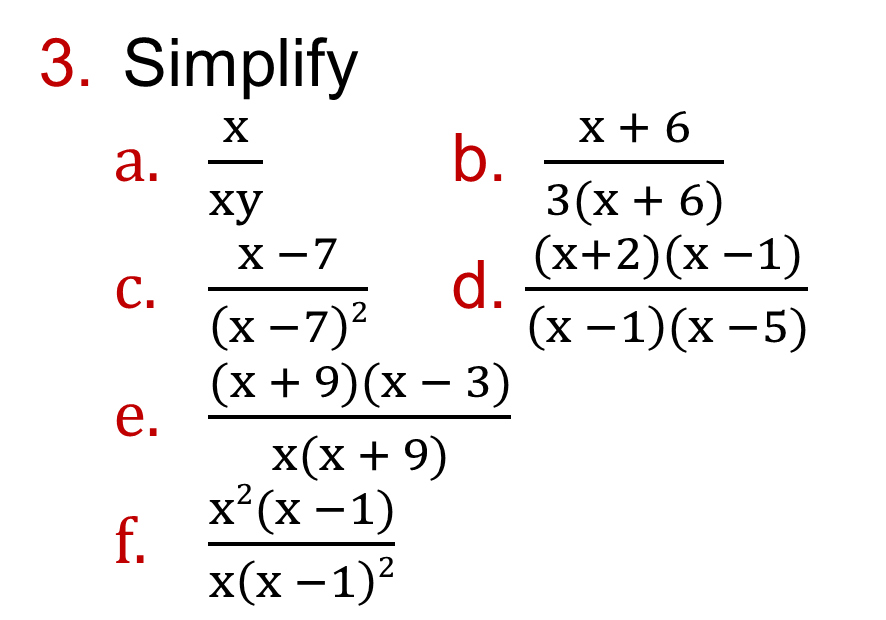 3. Simplify
a. x/xy b. x + 6/3(x + 6)
c. x −7/(x −7)² d. (x+2)(x −1)/(x −1)(x −5)
e. (x + 9)(x − 3)/x(x + 9)
f. x²(x −1)/x(x −1)²